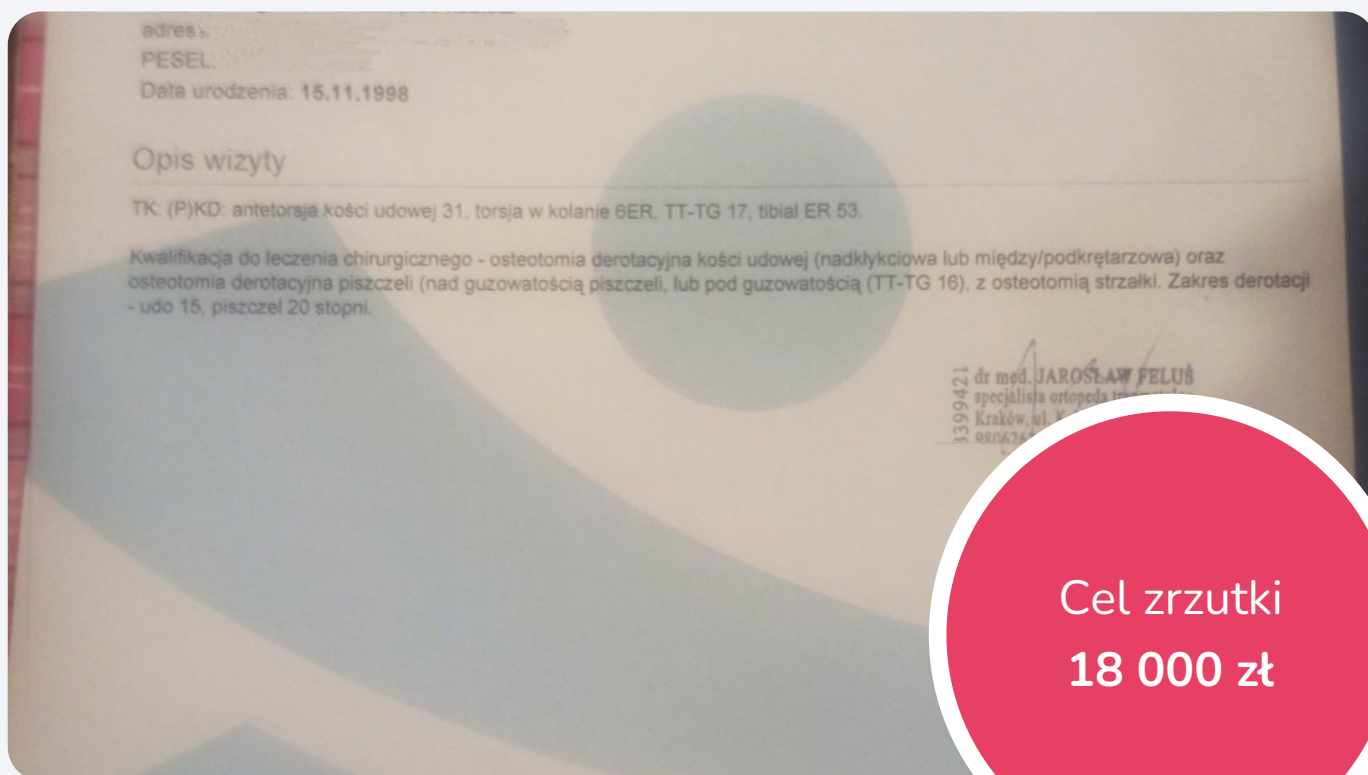 adres:
PESEL:
Data urodzenia: 15.11.1998
Opis wizyty
TK: (P)KD: antetorsja kości udowej 31, torsja w kolanie 6ER, TT-TG 17, tibial ER 53.
Kwalifikacja do leczenia chirurgicznego - osteotomia derotacyjna kości udowej (nadkłykciowa lub między/podkrętarzowa) oraz
osteotomia derotacyjna piszczeli (nad guzowatością piszczeli, lub pod guzowatością (TT-TG 16), z osteotomią strzałki. Zakres derotacji
- udo 15, piszczel 20 stopni.
3399421
dr med. JAROSŁAW FELUŚ
specjalista ortopeda
Kraków, ul.
Cel zrzutki
18 000 zł